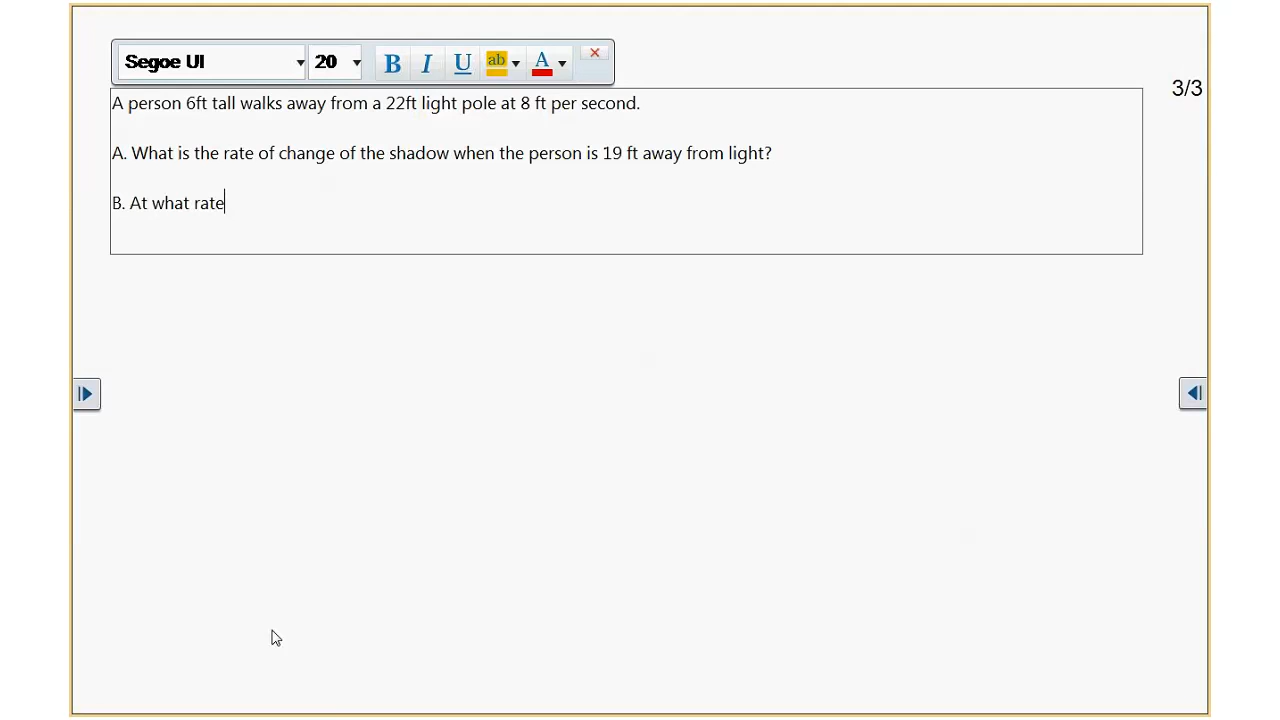 Segoe UI 20 B I U ab A
3/3
A person 6ft tall walks away from a 22ft light pole at 8 ft per second.
A. What is the rate of change of the shadow when the person is 19 ft away from light?
B. At what rate